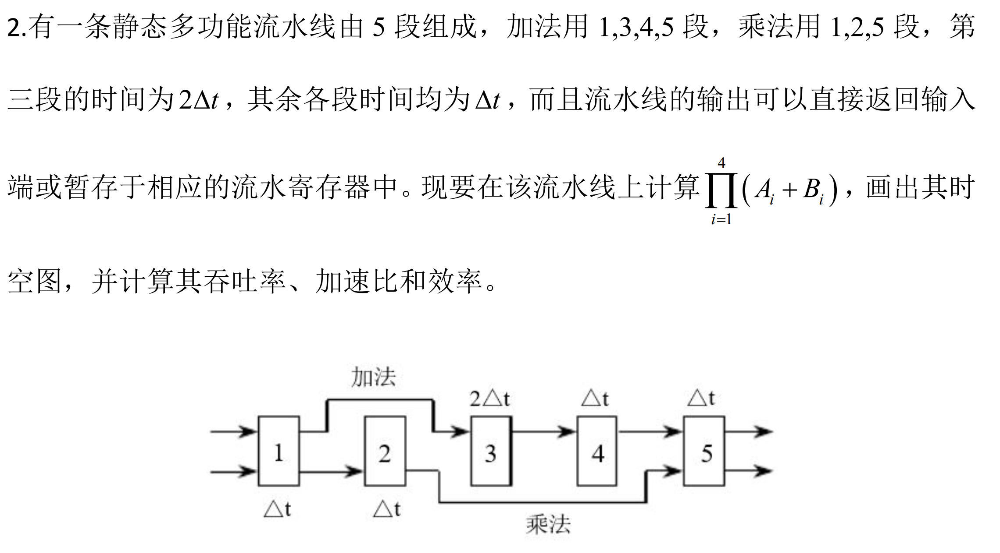 2.有一条静态多功能流水线由 5 段组成，加法用 1,3,4,5 段，乘法用 1,2,5 段，第
三段的时间为2Δt，其余各段时间均为Δt，而且流水线的输出可以直接返回输入
端或暂存于相应的流水寄存器中。现要在该流水线上计算∏_{i=1}^{4}(A_i + B_i)，画出其时
空图，并计算其吞吐率、加速比和效率。
加法
2△t △t △t
1 2 3 4 5
△t △t
乘法